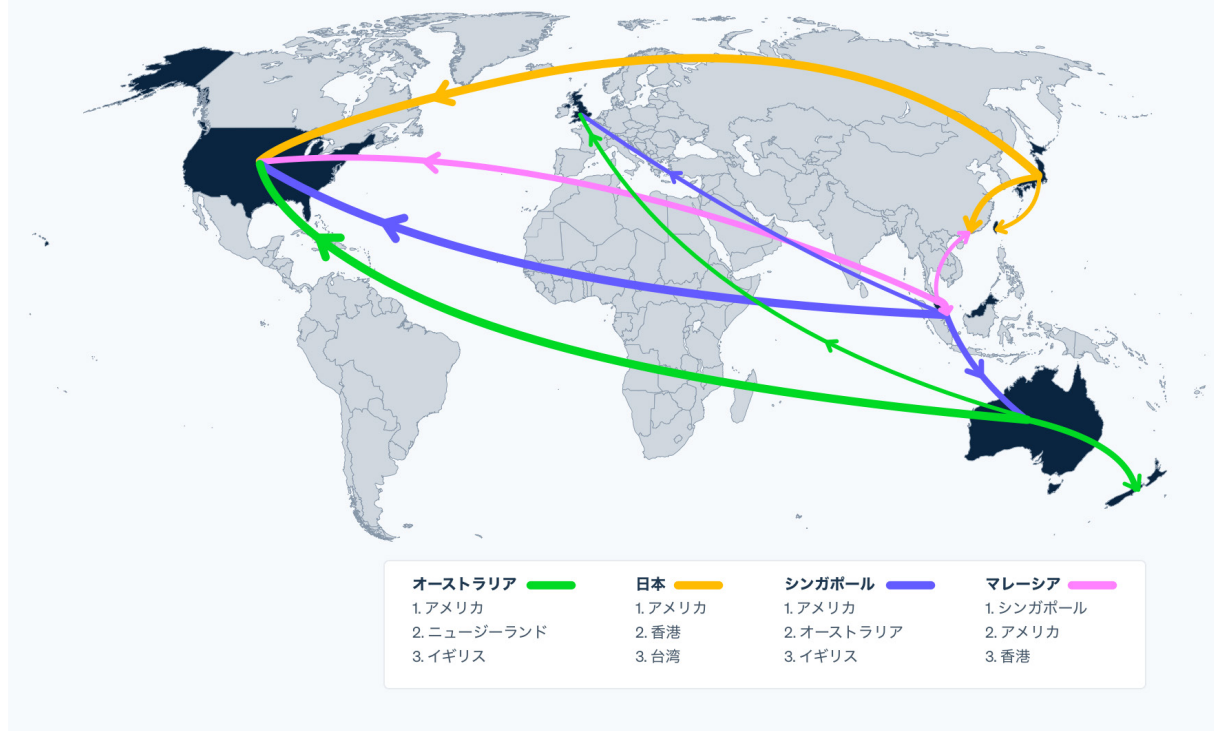 オーストラリア
1. アメリカ
2. ニュージーランド
3. イギリス
日本
1. アメリカ
2. 香港
3. 台湾
シンガポール
1. アメリカ
2. オーストラリア
3. イギリス
マレーシア
1. シンガポール
2. アメリカ
3. 香港